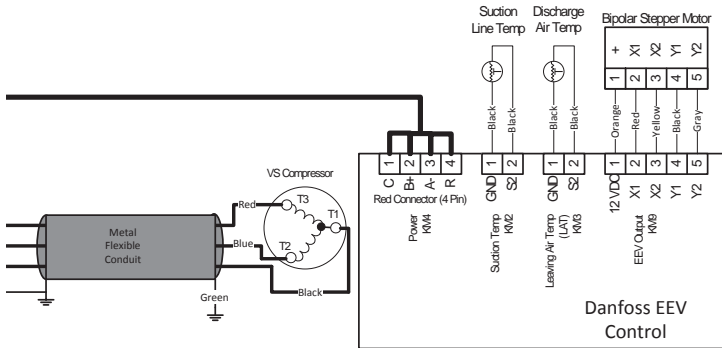 Suction
Line Temp
Discharge
Air Temp
Bipolar Stepper Motor
+ X1 X2 Y1 Y2
1 2 3 4 5
Black Black
Black Black
Orange Red Yellow Black Gray
1 2 3 4
1 2
1 2
1 2 3 4 5
C B+ A- R
GND S2
GND S2
12 VDC X1 X2 Y1 Y2
Red Connector (4 Pin)
Power
KM4
Suction Temp
KM2
Leaving Air Temp
(LAT)
KM3
EEV Output
KM9
VS Compressor
T3
T1
T2
Red
Blue
Black
Green
Metal
Flexible
Conduit
Danfoss EEV
Control